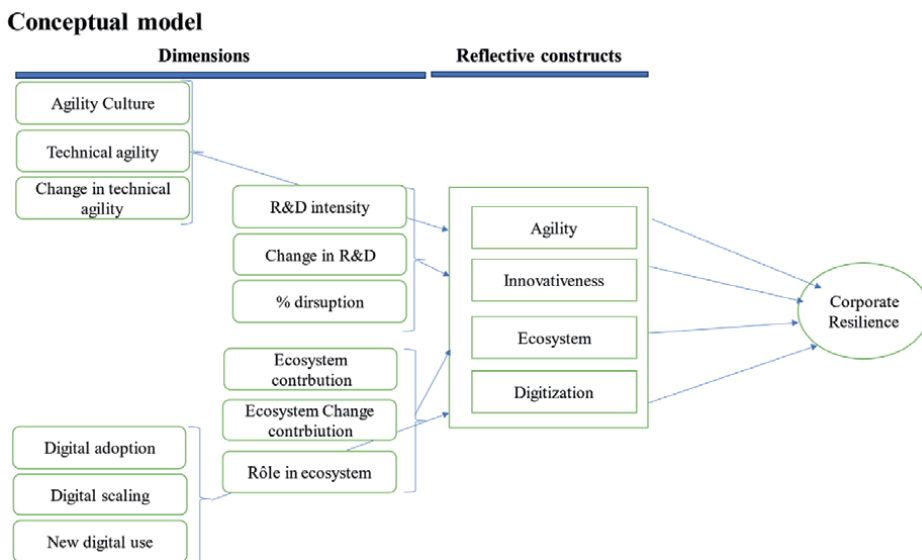 Conceptual model
Dimensions
Reflective constructs
Agility Culture
Technical agility
Change in technical
agility
R&D intensity
Change in R&D
% dirsuption
Ecosystem
contrbution
Ecosystem Change
contrbiution
Rôle in ecosystem
Digital adoption
Digital scaling
New digital use
Agility
Innovativeness
Ecosystem
Digitization
Corporate
Resilience